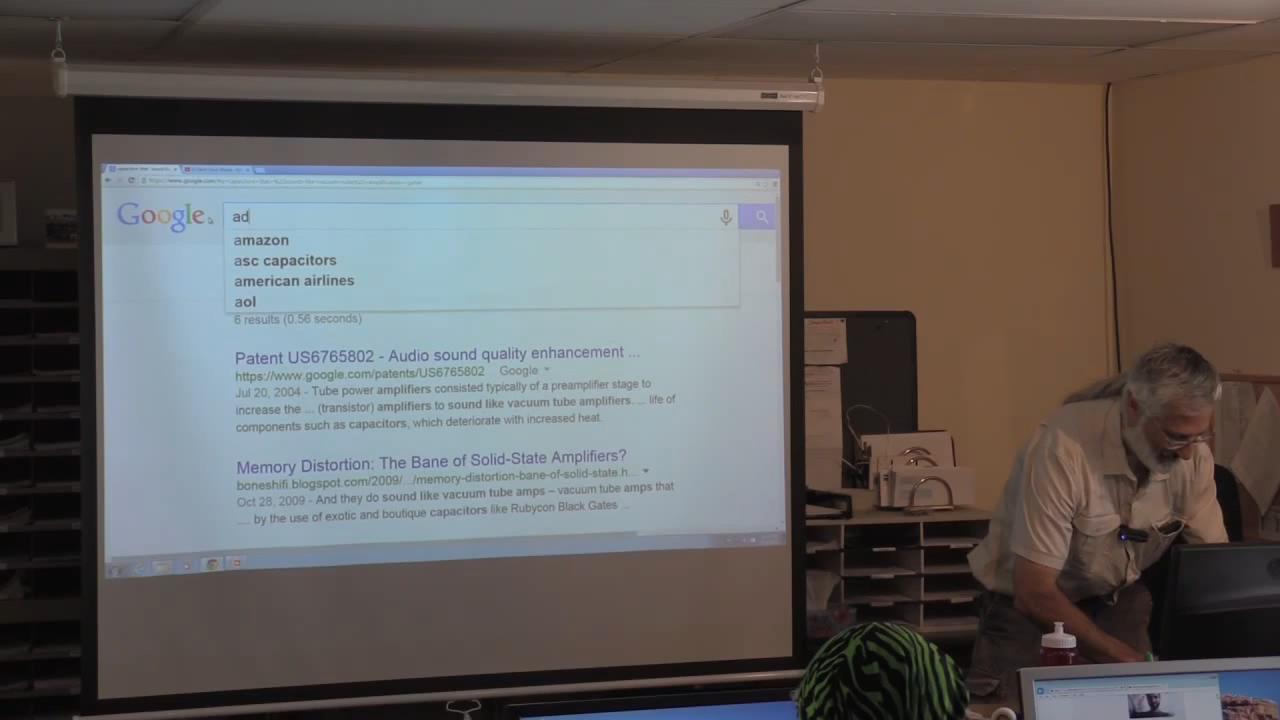 Google
ad
amazon
asc capacitors
american airlines
aol
6 results (0.56 seconds)
Patent US6765802 - Audio sound quality enhancement ...
https://www.google.com/patents/US6765802 Google
Jul 20, 2004 - Tube power amplifiers consisted typically of a preamplifier stage to
increase the ... (transistor) amplifiers to sound like vacuum tube amplifiers. ... life of
components such as capacitors, which deteriorate with increased heat.
Memory Distortion: The Bane of Solid-State Amplifiers?
boneshifi.blogspot.com/2009/.../memory-distortion-bane-of-solid-state.h...
Oct 28, 2009 - And they do sound like vacuum tube amps – vacuum tube amps that
.... by the use of exotic and boutique capacitors like Rubycon Black Gates ...